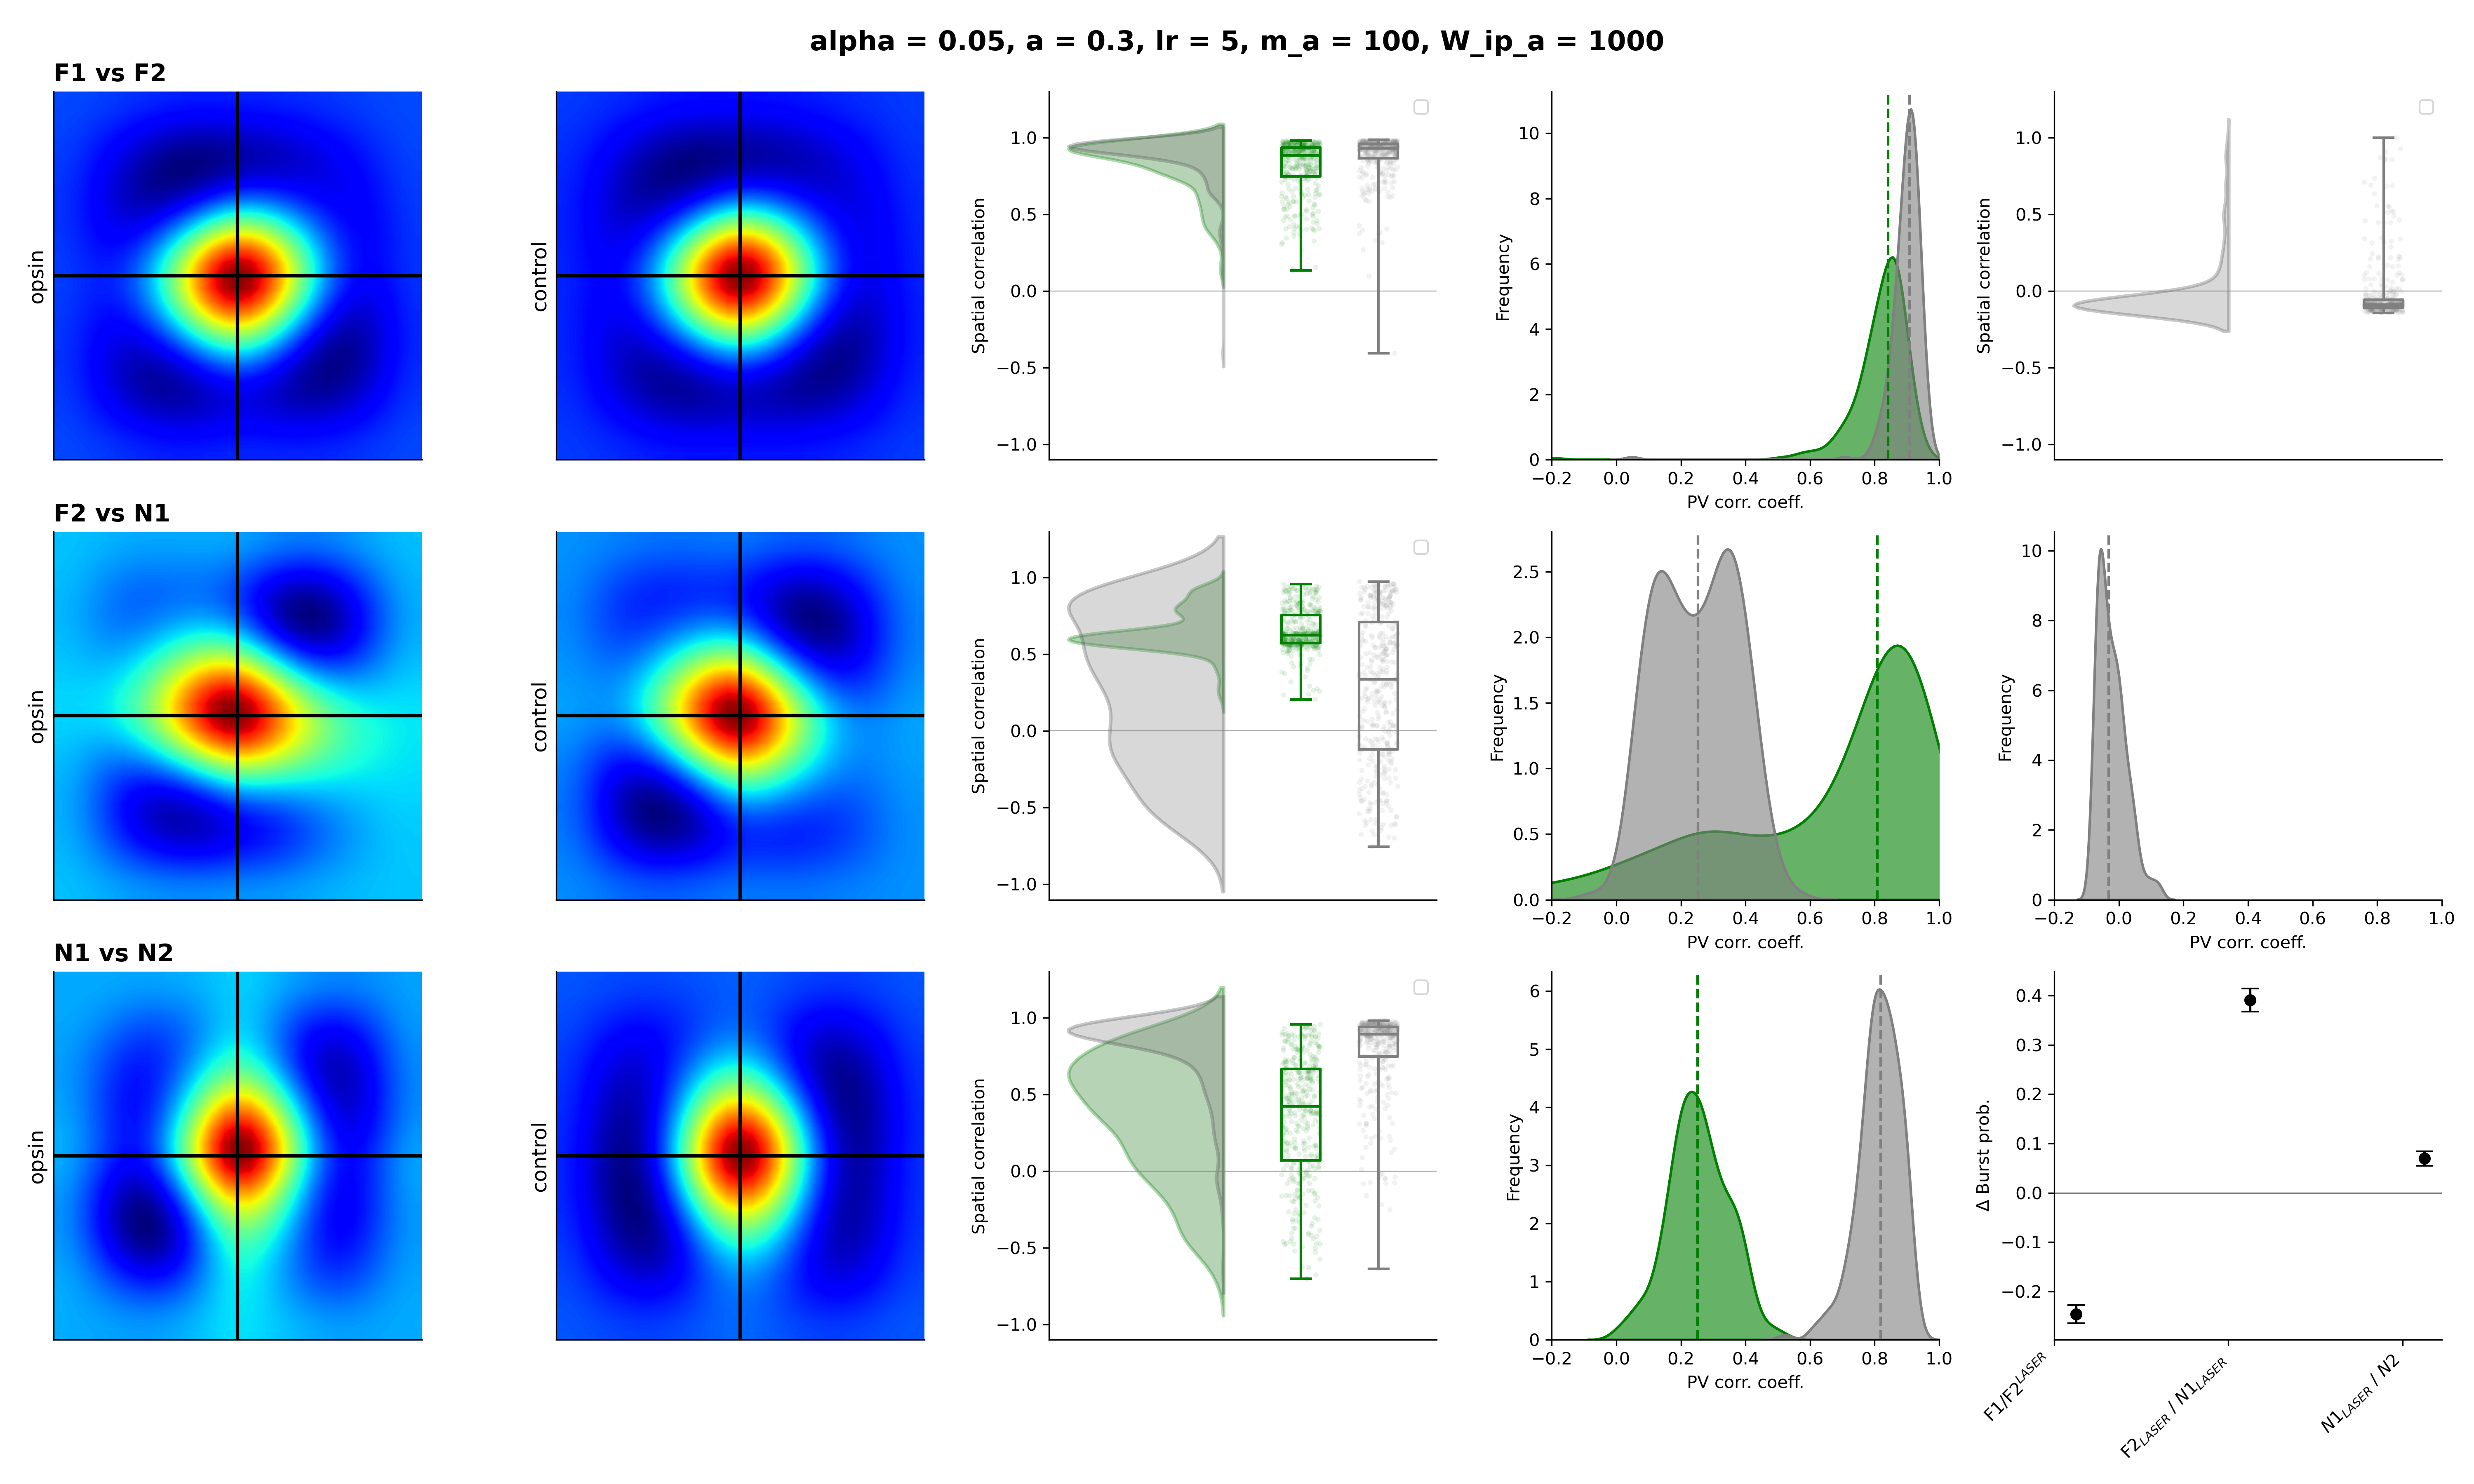 alpha = 0.05, a = 0.3, lr = 5, m_a = 100, W_ip_a = 1000
F1 vs F2
opsin
control
Spatial correlation
1.0
0.5
0.0
−0.5
−1.0
Frequency
10
8
6
4
2
0
−0.2 0.0 0.2 0.4 0.6 0.8 1.0
PV corr. coeff.
Spatial correlation
1.0
0.5
0.0
−0.5
−1.0
F2 vs N1
opsin
control
Spatial correlation
1.0
0.5
0.0
−0.5
−1.0
Frequency
2.5
2.0
1.5
1.0
0.5
0.0
−0.2 0.0 0.2 0.4 0.6 0.8 1.0
PV corr. coeff.
Frequency
10
8
6
4
2
0
−0.2 0.0 0.2 0.4 0.6 0.8 1.0
PV corr. coeff.
N1 vs N2
opsin
control
Spatial correlation
1.0
0.5
0.0
−0.5
−1.0
Frequency
6
5
4
3
2
1
0
−0.2 0.0 0.2 0.4 0.6 0.8 1.0
PV corr. coeff.
Δ Burst prob.
0.4
0.3
0.2
0.1
0.0
−0.1
−0.2
F1/F2^LASER
F2_LASER / N1_LASER
N1_LASER / N2